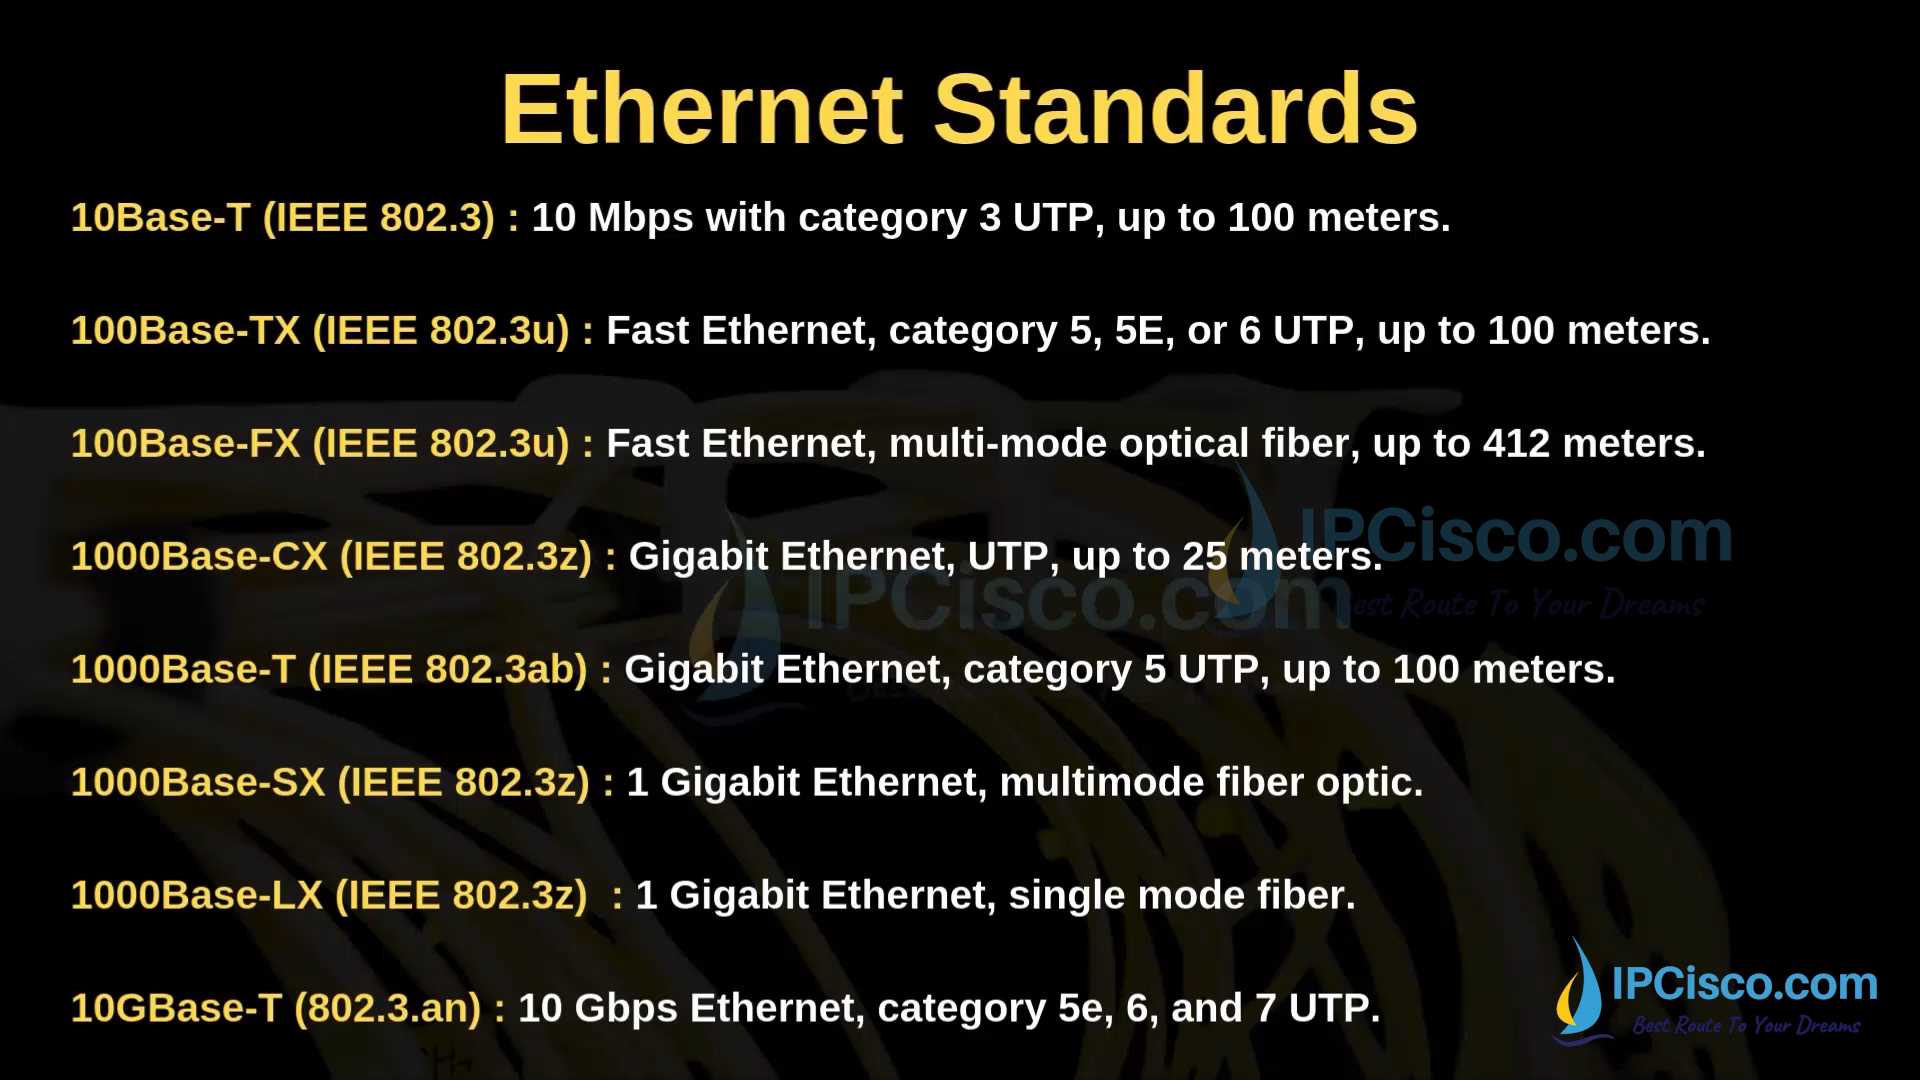 Ethernet Standards
10Base-T (IEEE 802.3) : 10 Mbps with category 3 UTP, up to 100 meters.
100Base-TX (IEEE 802.3u) : Fast Ethernet, category 5, 5E, or 6 UTP, up to 100 meters.
100Base-FX (IEEE 802.3u) : Fast Ethernet, multi-mode optical fiber, up to 412 meters.
IPCisco.com
1000Base-CX (IEEE 802.3z) : Gigabit Ethernet, UTP, up to 25 meters.
IPCisco.com
Best Route To Your Dreams
1000Base-T (IEEE 802.3ab) : Gigabit Ethernet, category 5 UTP, up to 100 meters.
1000Base-SX (IEEE 802.3z) : 1 Gigabit Ethernet, multimode fiber optic.
1000Base-LX (IEEE 802.3z)  : 1 Gigabit Ethernet, single mode fiber.
10GBase-T (802.3.an) : 10 Gbps Ethernet, category 5e, 6, and 7 UTP.
IPCisco.com
Best Route To Your Dreams